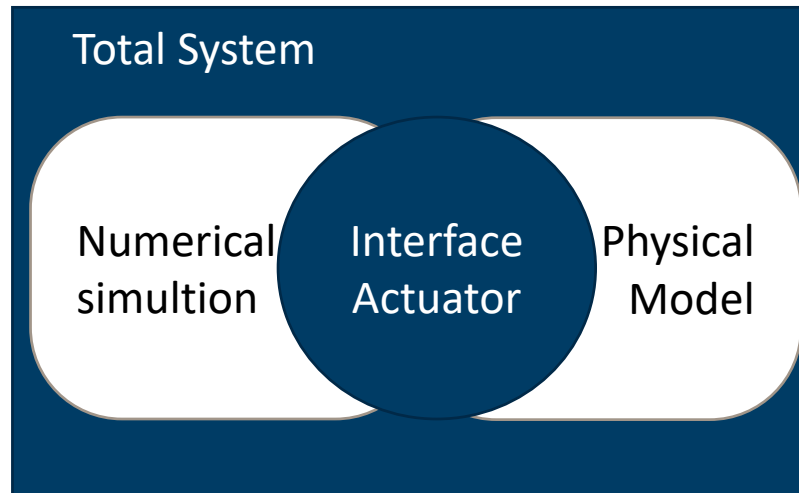 Total System
Numerical
simultion
Interface
Actuator
Physical
Model